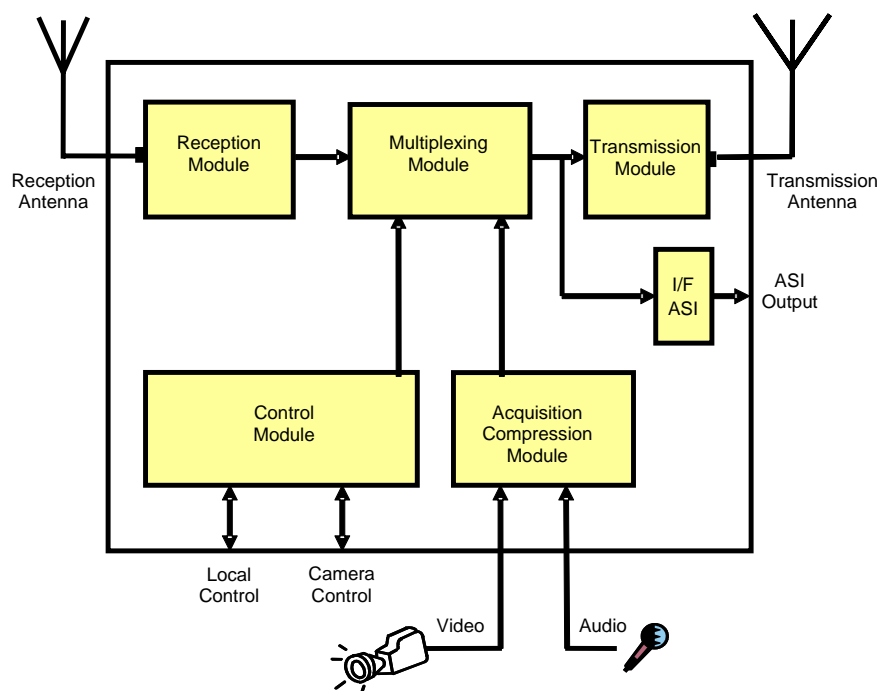 Reception
Module
Multiplexing
Module
Transmission
Module
Reception
Antenna
Transmission
Antenna
I/F
ASI
ASI
Output
Control
Module
Acquisition
Compression
Module
Local
Control
Camera
Control
Video
Audio